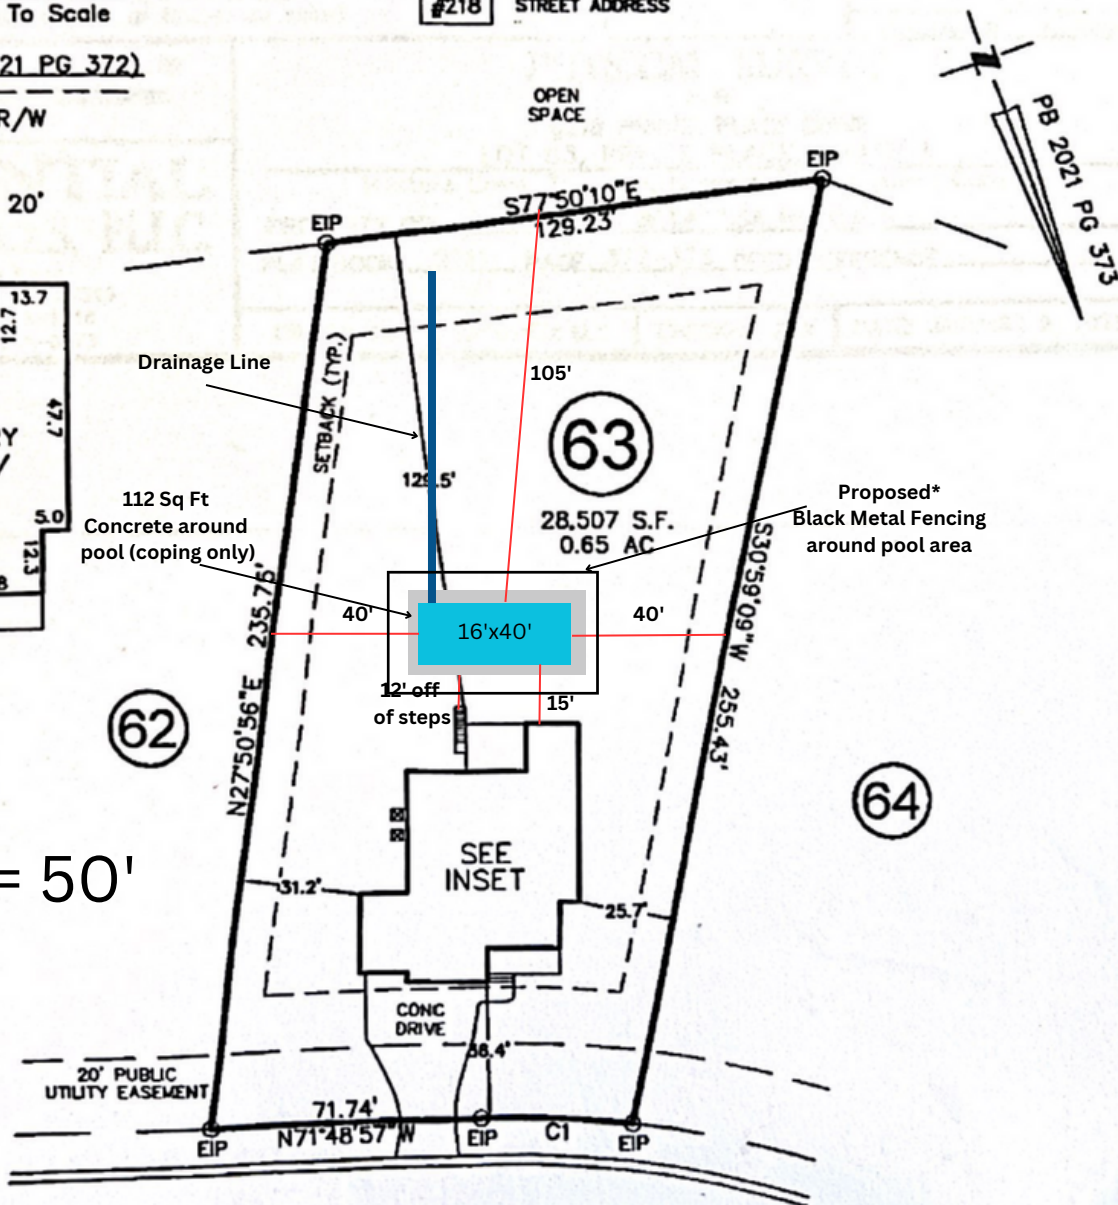 To Scale
#218
STREET ADDRESS
21 PG 372)
R/W
20'
OPEN
SPACE
PB 2021 PG 373
EIP
EIP
S77°50'10"E
129.23'
13.7
12.7
47.7
5.0
12.3
8
Drainage Line
SETBACK (TYP.)
105'
63
28.507 S.F.
0.65 AC
129.5'
112 Sq Ft
Concrete around
pool (coping only)
Proposed*
Black Metal Fencing
around pool area
N27°50'56"E 235.75'
S30°59'09"W 255.43'
40'
16'x40'
40'
12' off
of steps
15'
62
64
= 50'
SEE
INSET
31.2'
25.7'
CONC
DRIVE
20' PUBLIC
UTILITY EASEMENT
71.74'
N71°48'57"W
EIP
EIP
C1
EIP